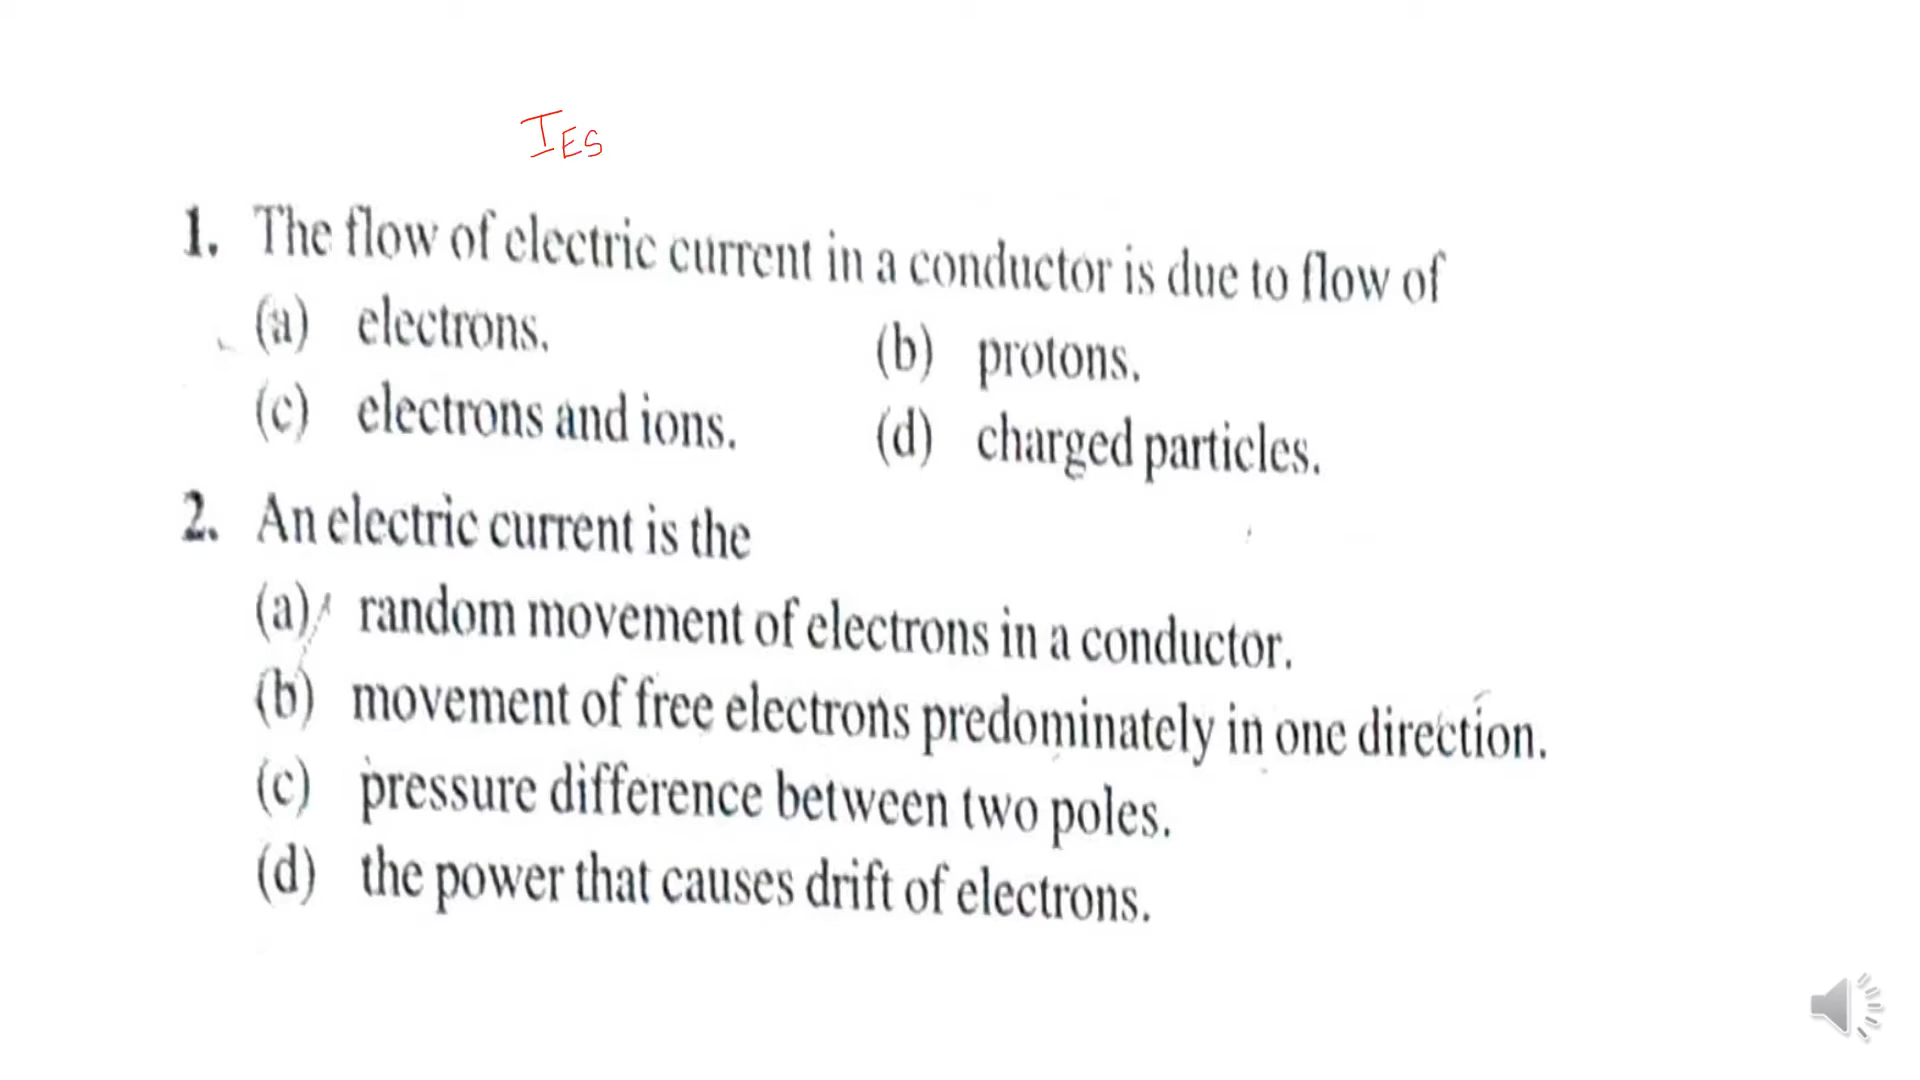 IES
1. The flow of electric current in a conductor is due to flow of
(a) electrons. (b) protons.
(c) electrons and ions. (d) charged particles.
2. An electric current is the
(a) random movement of electrons in a conductor.
(b) movement of free electrons predominately in one direction.
(c) pressure difference between two poles.
(d) the power that causes drift of electrons.